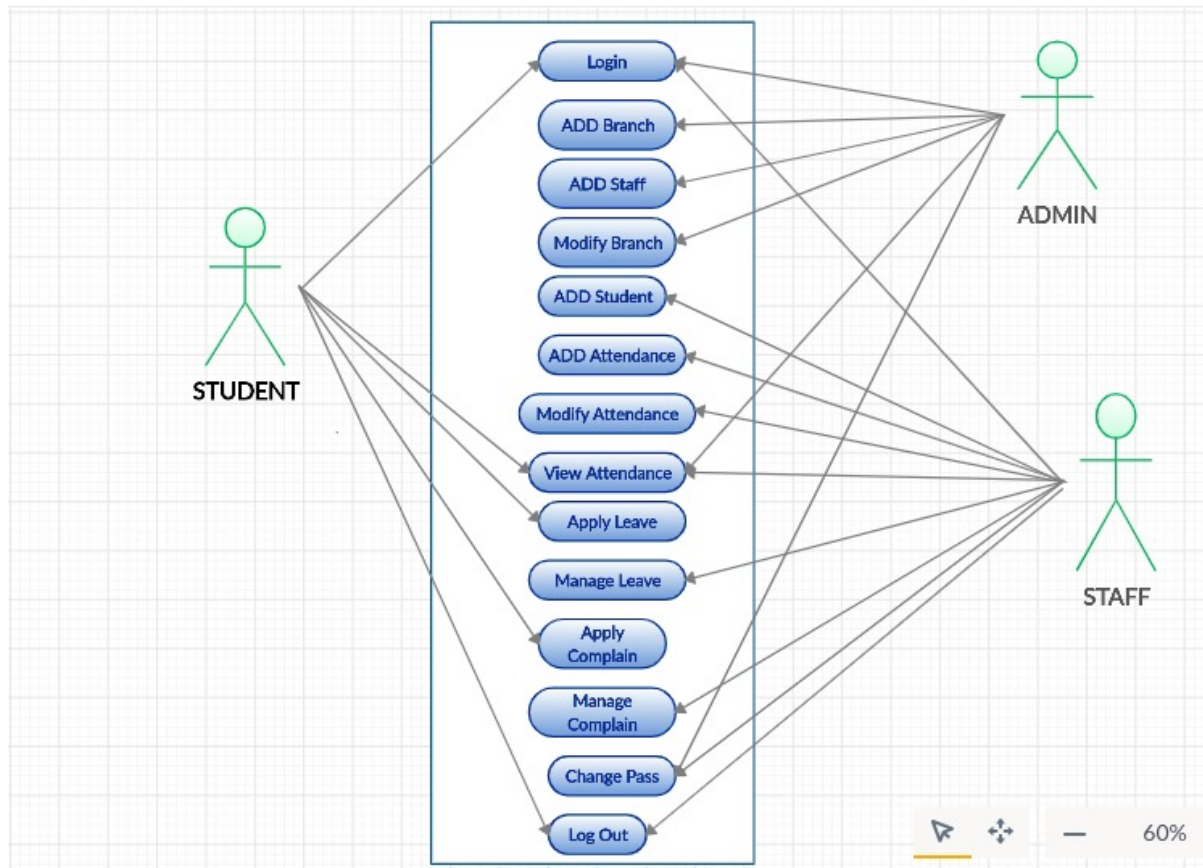 Login
ADD Branch
ADD Staff
Modify Branch
ADD Student
ADD Attendance
Modify Attendance
View Attendance
Apply Leave
Manage Leave
Apply
Complain
Manage
Complain
Change Pass
Log Out
STUDENT
ADMIN
STAFF
60%